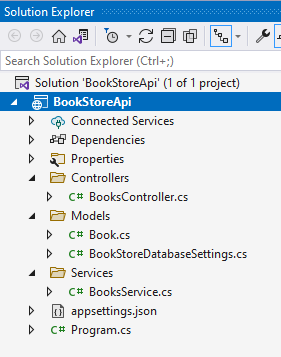 Solution Explorer
Search Solution Explorer (Ctrl+;)
Solution 'BookStoreApi' (1 of 1 project)
BookStoreApi
Connected Services
Dependencies
Properties
Controllers
C# BooksController.cs
Models
C# Book.cs
C# BookStoreDatabaseSettings.cs
Services
C# BooksService.cs
appsettings.json
C# Program.cs